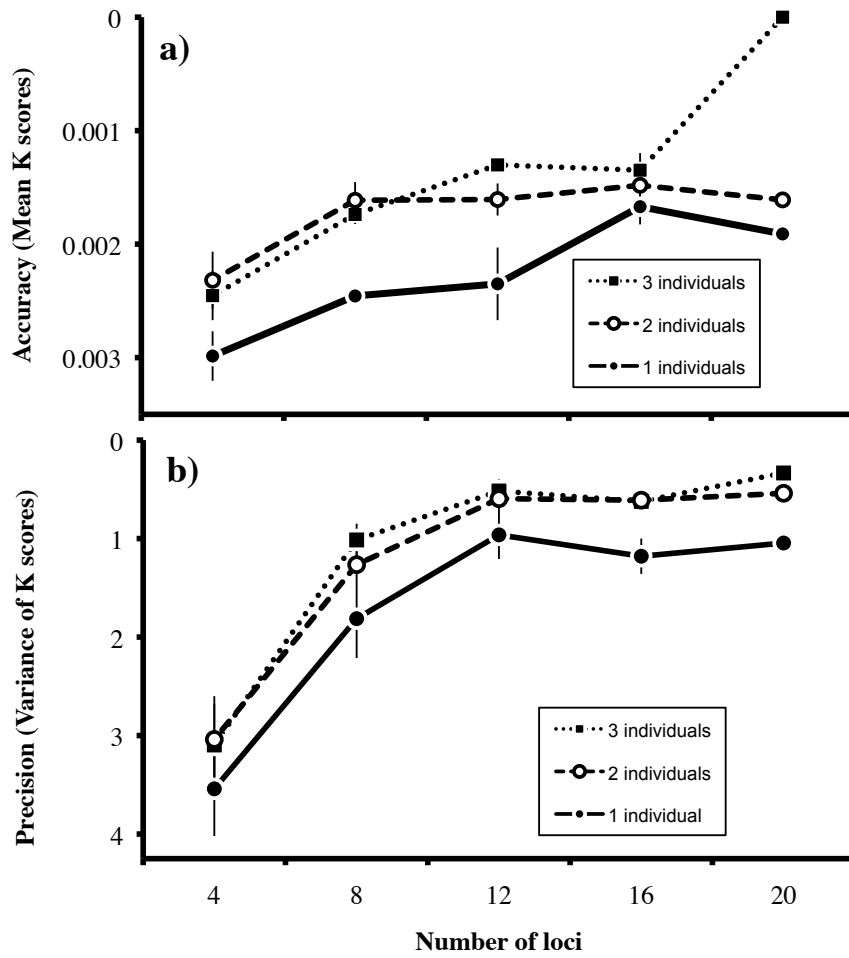 a)
Accuracy (Mean K scores)
0
0.001
0.002
0.003
3 individuals
2 individuals
1 individuals
b)
Precision (Variance of K scores)
0
1
2
3
4
3 individuals
2 individuals
1 individual
4 8 12 16 20
Number of loci